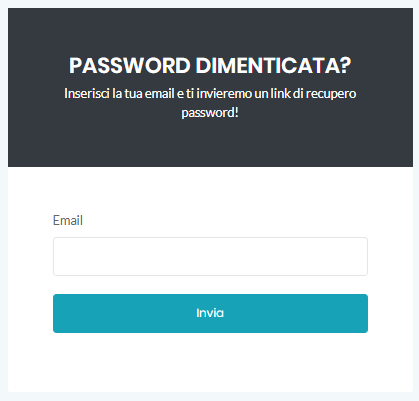 PASSWORD DIMENTICATA?
Inserisci la tua email e ti invieremo un link di recupero
password!
Email
Invia